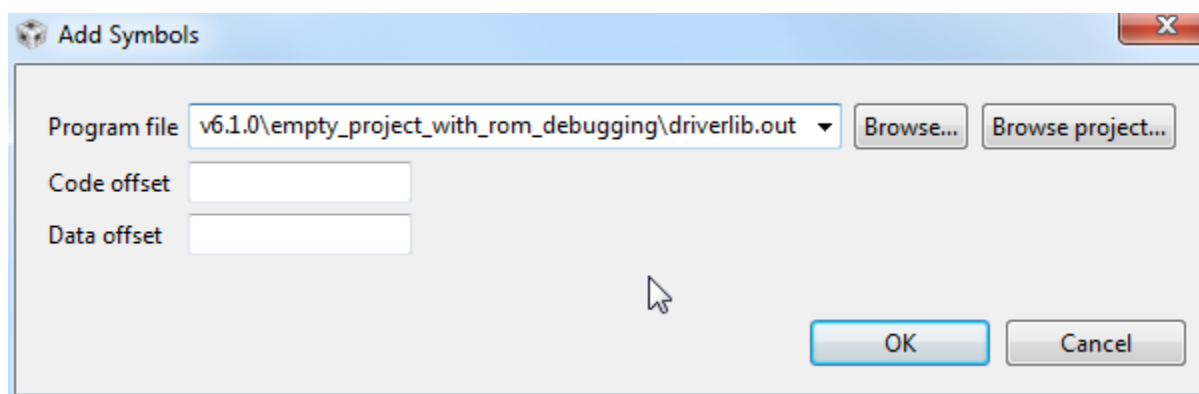 Add Symbols
Program file v6.1.0\empty_project_with_rom_debugging\driverlib.out Browse... Browse project...
Code offset
Data offset
OK Cancel